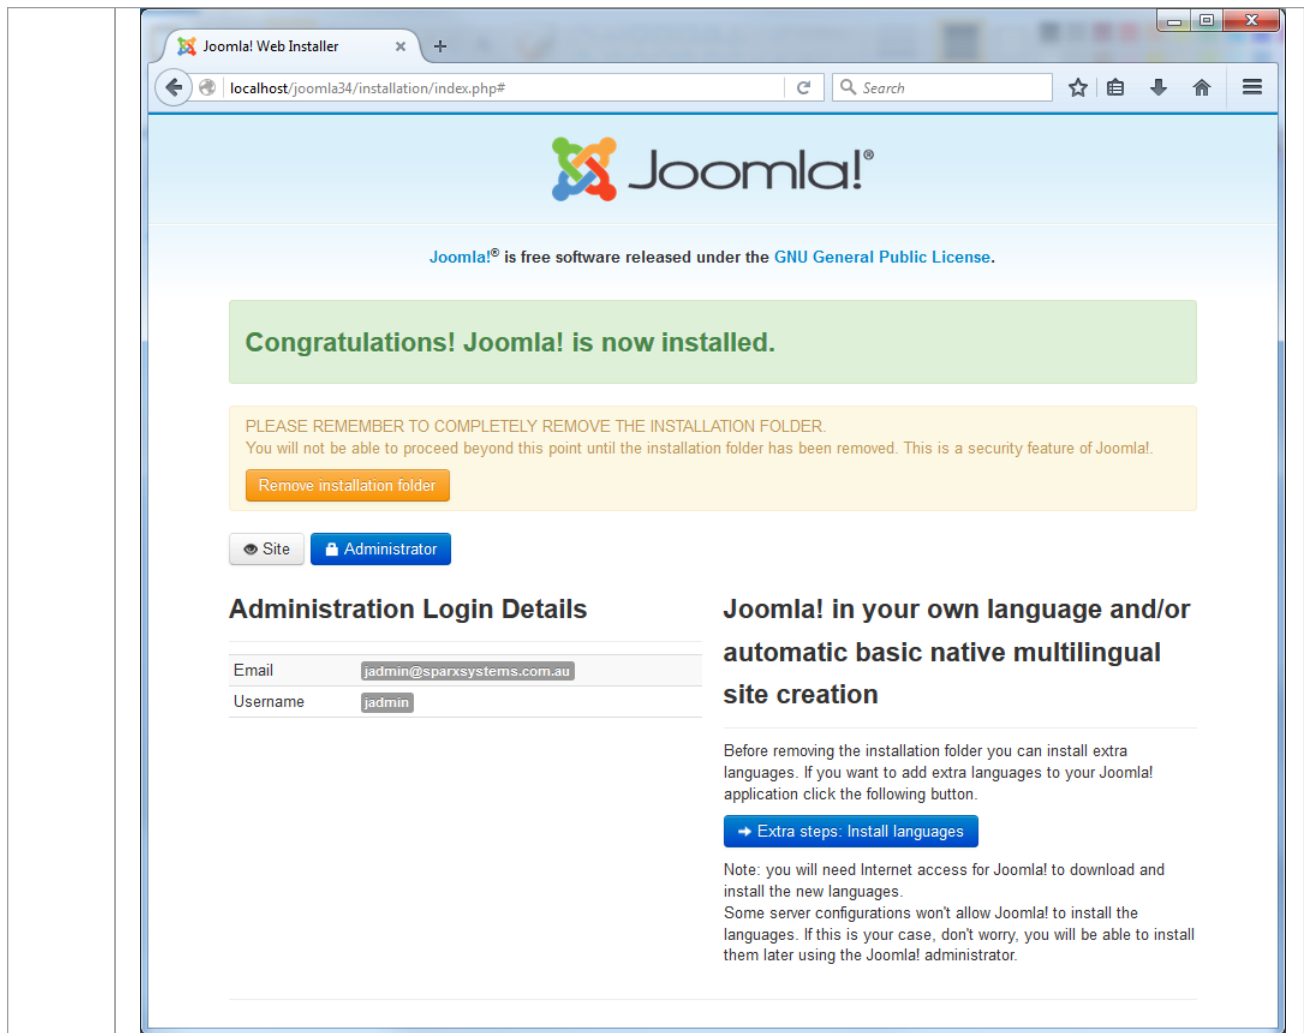 Joomla! Web Installer
localhost/joomla34/installation/index.php#
Search
Joomla!®
Joomla!® is free software released under the GNU General Public License.
Congratulations! Joomla! is now installed.
PLEASE REMEMBER TO COMPLETELY REMOVE THE INSTALLATION FOLDER.
You will not be able to proceed beyond this point until the installation folder has been removed. This is a security feature of Joomla!.
Remove installation folder
Site
Administrator
Administration Login Details
Email jadmin@sparxsystems.com.au
Username jadmin
Joomla! in your own language and/or
automatic basic native multilingual
site creation
Before removing the installation folder you can install extra
languages. If you want to add extra languages to your Joomla!
application click the following button.
Extra steps: Install languages
Note: you will need Internet access for Joomla! to download and
install the new languages.
Some server configurations won't allow Joomla! to install the
languages. If this is your case, don't worry, you will be able to install
them later using the Joomla! administrator.